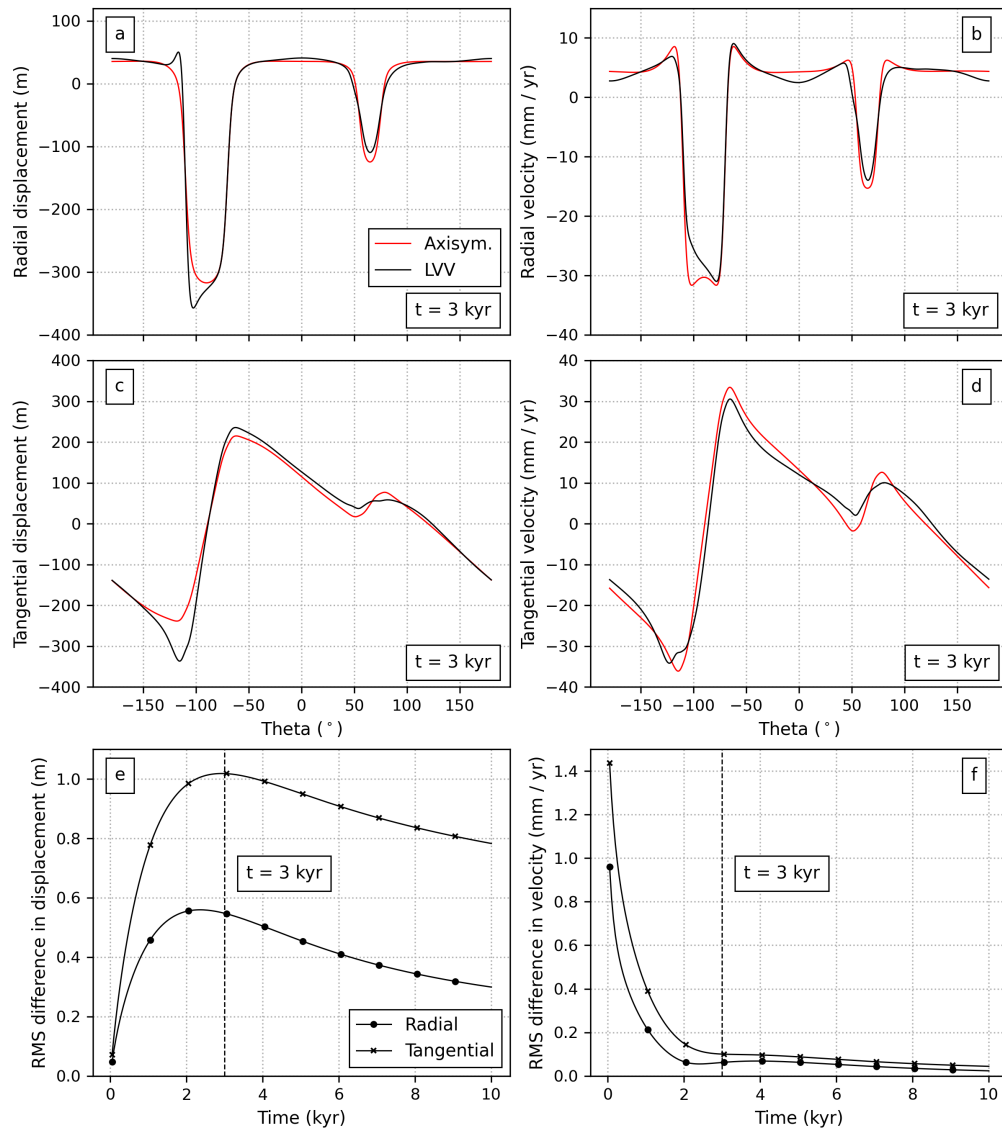 a
Radial displacement (m)
100
0
−100
−200
−300
−400
Axisym.
LVV
t = 3 kyr
b
Radial velocity (mm / yr)
10
0
−10
−20
−30
−40
t = 3 kyr
c
Tangential displacement (m)
400
300
200
100
0
−100
−200
−300
−400
t = 3 kyr
−150 −100 −50 0 50 100 150
Theta (°)
d
Tangential velocity (mm / yr)
40
30
20
10
0
−10
−20
−30
−40
t = 3 kyr
−150 −100 −50 0 50 100 150
Theta (°)
e
RMS difference in displacement (m)
1.0
0.8
0.6
0.4
0.2
0.0
t = 3 kyr
Radial
Tangential
0 2 4 6 8 10
Time (kyr)
f
RMS difference in velocity (mm / yr)
1.4
1.2
1.0
0.8
0.6
0.4
0.2
0.0
t = 3 kyr
0 2 4 6 8 10
Time (kyr)